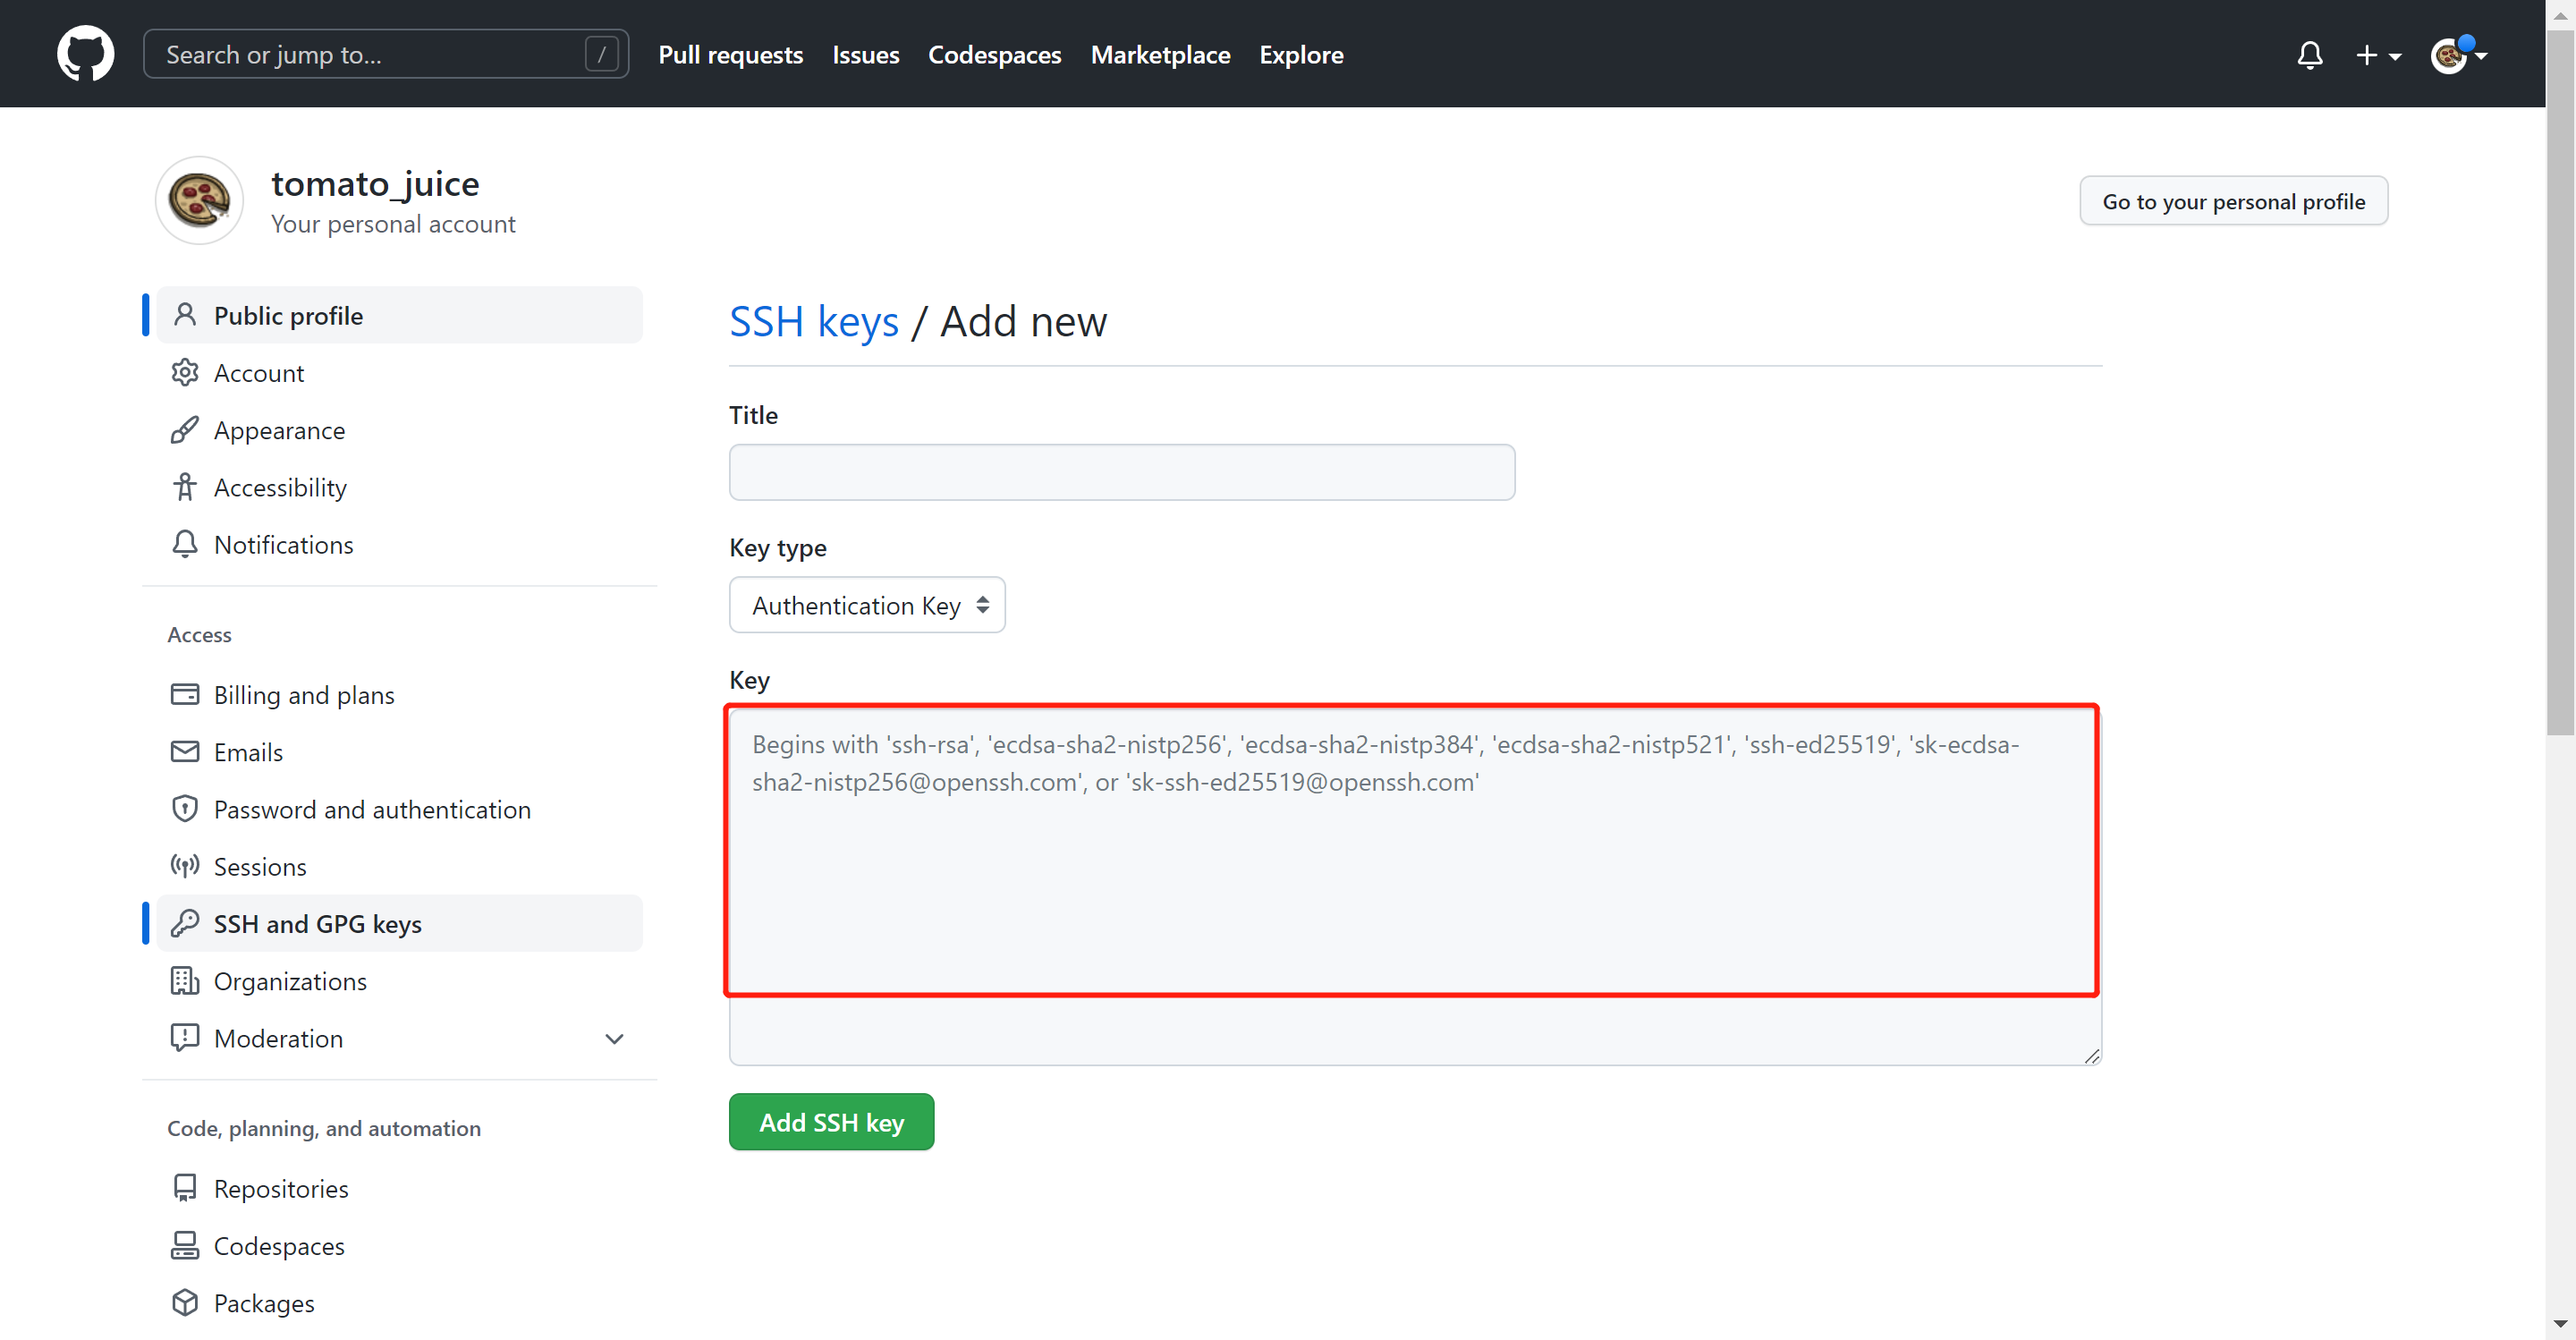 Search or jump to...
/
Pull requests
Issues
Codespaces
Marketplace
Explore
tomato_juice
Your personal account
Go to your personal profile
Public profile
Account
Appearance
Accessibility
Notifications
Access
Billing and plans
Emails
Password and authentication
Sessions
SSH and GPG keys
Organizations
Moderation
Code, planning, and automation
Repositories
Codespaces
Packages
SSH keys / Add new
Title
Key type
Authentication Key
Key
Begins with 'ssh-rsa', 'ecdsa-sha2-nistp256', 'ecdsa-sha2-nistp384', 'ecdsa-sha2-nistp521', 'ssh-ed25519', 'sk-ecdsa-
sha2-nistp256@openssh.com', or 'sk-ssh-ed25519@openssh.com'
Add SSH key